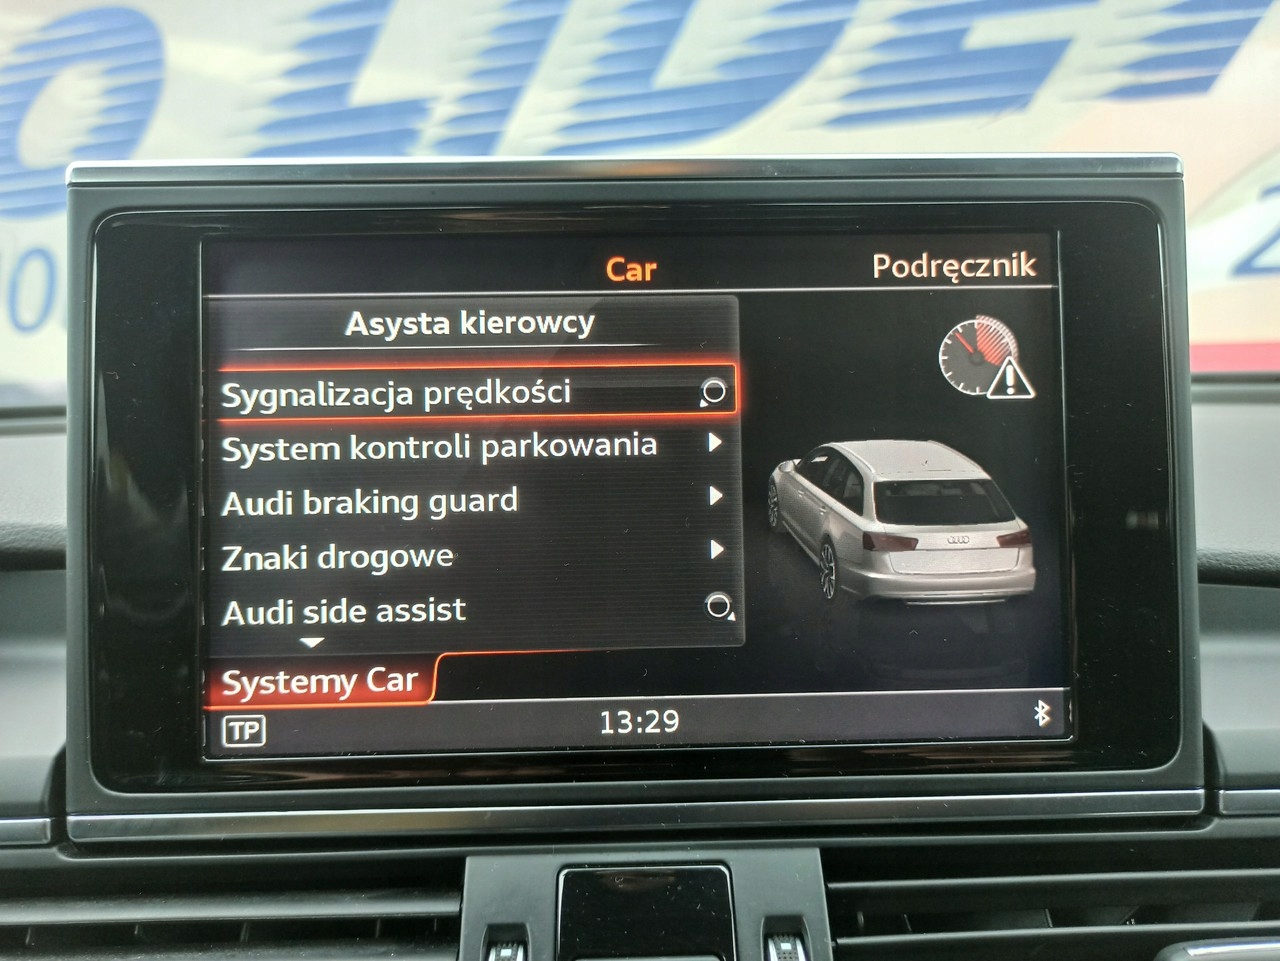 Car
Podręcznik
Asysta kierowcy
Sygnalizacja prędkości
System kontroli parkowania
Audi braking guard
Znaki drogowe
Audi side assist
Systemy Car
TP
13:29